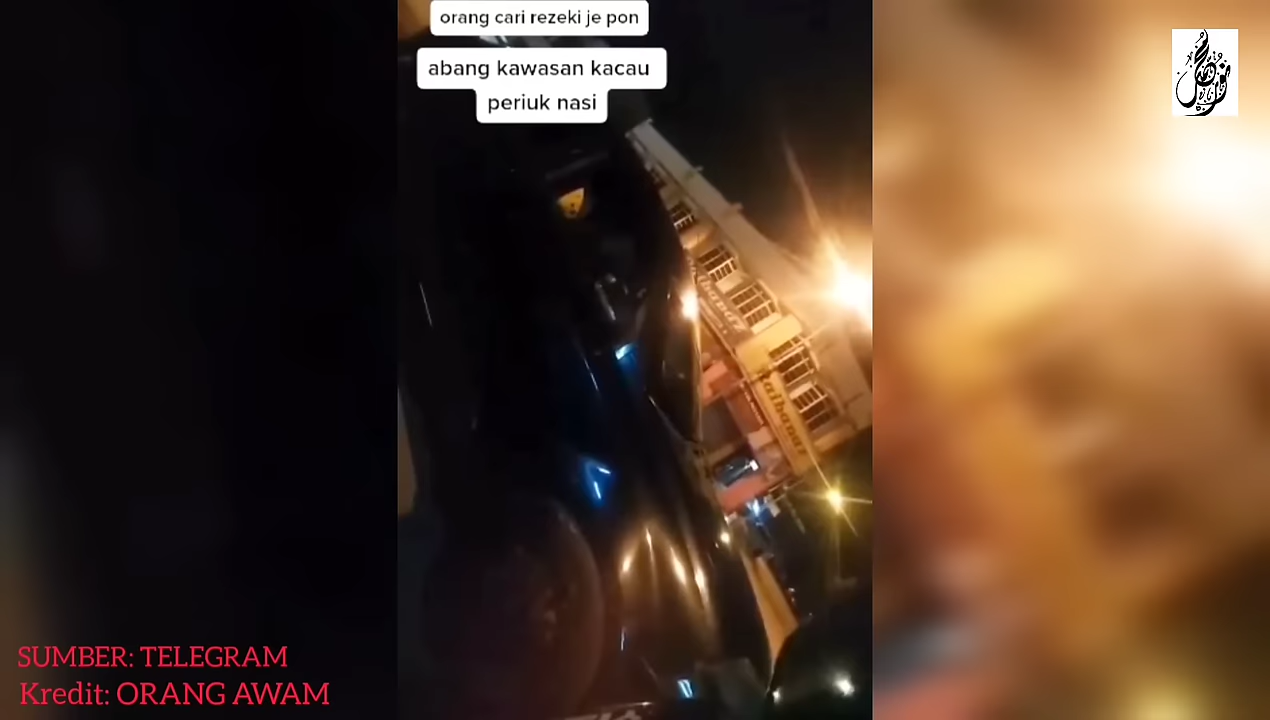 orang cari rezeki je pon
abang kawasan kacau
periuk nasi
SUMBER: TELEGRAM
Kredit: ORANG AWAM